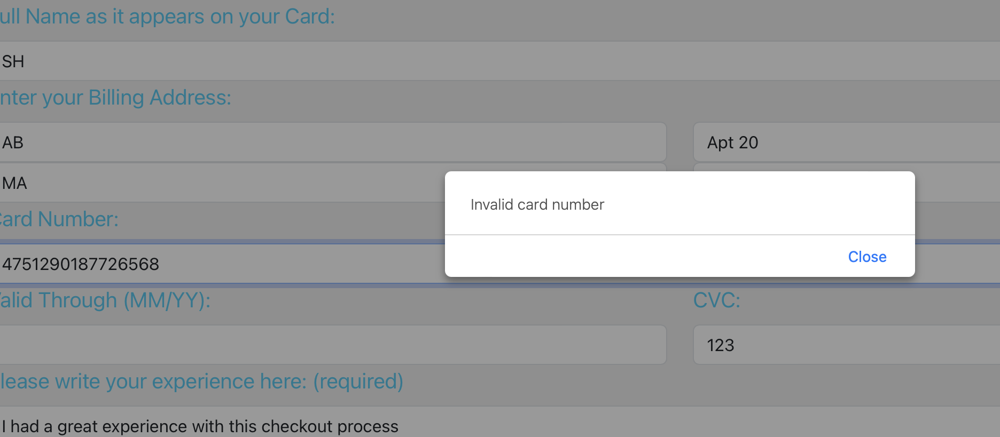 ull Name as it appears on your Card:
SH
nter your Billing Address:
AB
Apt 20
MA
Invalid card number
Close
ard Number:
4751290187726568
alid Through (MM/YY):
CVC:
123
lease write your experience here: (required)
I had a great experience with this checkout process